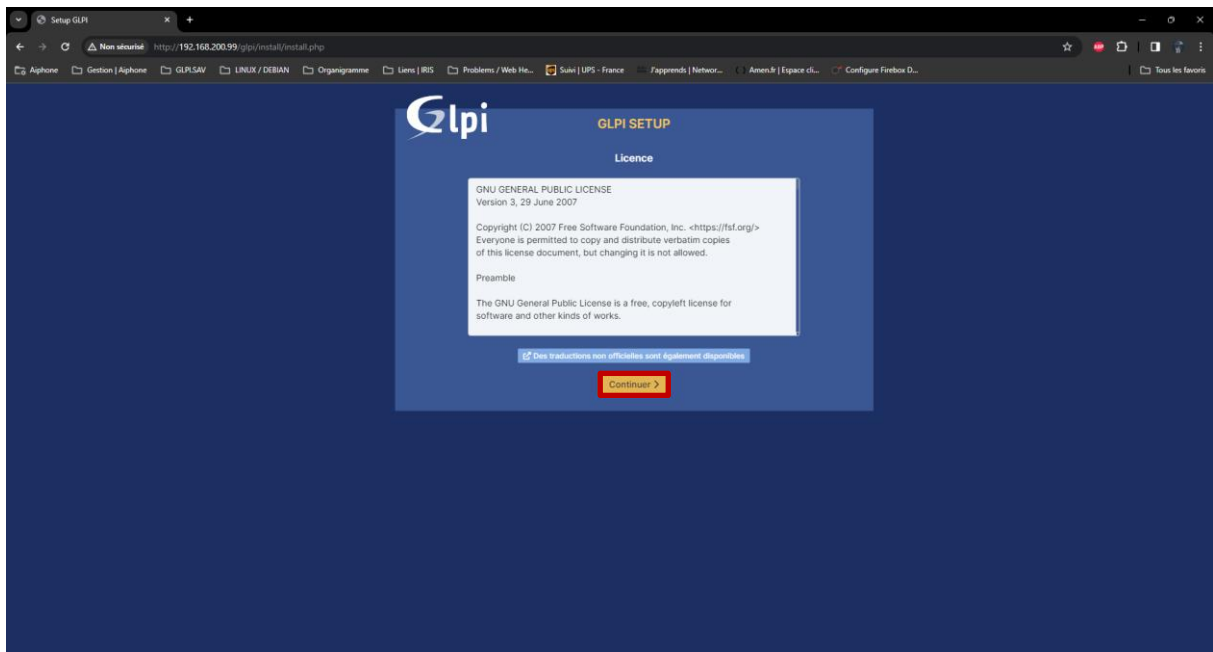 Setup GLPI
Non sécurisé http://192.168.200.99/glpi/install/install.php
Aiphone Gestion | Aiphone GLPI.SAV LINUX / DEBIAN Organigramme Liens | IRIS Problems / Web He... Suivi | UPS - France J'apprends | Networ... Amen.fr | Espace cli... Configure Firebox D... Tous les favoris
Glpi
GLPI SETUP
Licence
GNU GENERAL PUBLIC LICENSE
Version 3, 29 June 2007
Copyright (C) 2007 Free Software Foundation, Inc. <https://fsf.org/>
Everyone is permitted to copy and distribute verbatim copies
of this license document, but changing it is not allowed.
Preamble
The GNU General Public License is a free, copyleft license for
software and other kinds of works.
Des traductions non officielles sont également disponibles
Continuer >